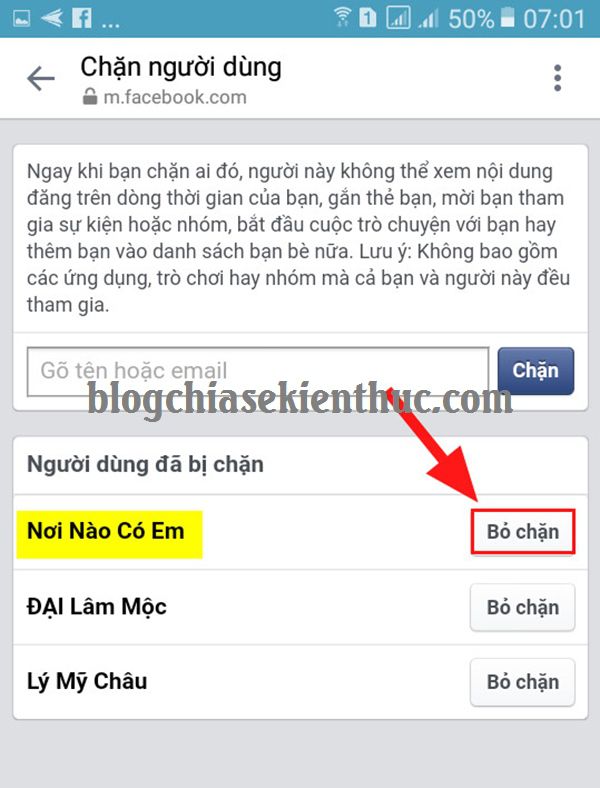 ... 1 50% 07:01
Chặn người dùng
m.facebook.com
Ngay khi bạn chặn ai đó, người này không thể xem nội dung
đăng trên dòng thời gian của bạn, gắn thẻ bạn, mời bạn tham
gia sự kiện hoặc nhóm, bắt đầu cuộc trò chuyện với bạn hay
thêm bạn vào danh sách bạn bè nữa. Lưu ý: Không bao gồm
các ứng dụng, trò chơi hay nhóm mà cả bạn và người này đều
tham gia.
Gõ tên hoặc email Chặn
blogchiasekienthuc.com
Người dùng đã bị chặn
Nơi Nào Có Em Bỏ chặn
ĐẠI Lâm Mộc Bỏ chặn
Lý Mỹ Châu Bỏ chặn